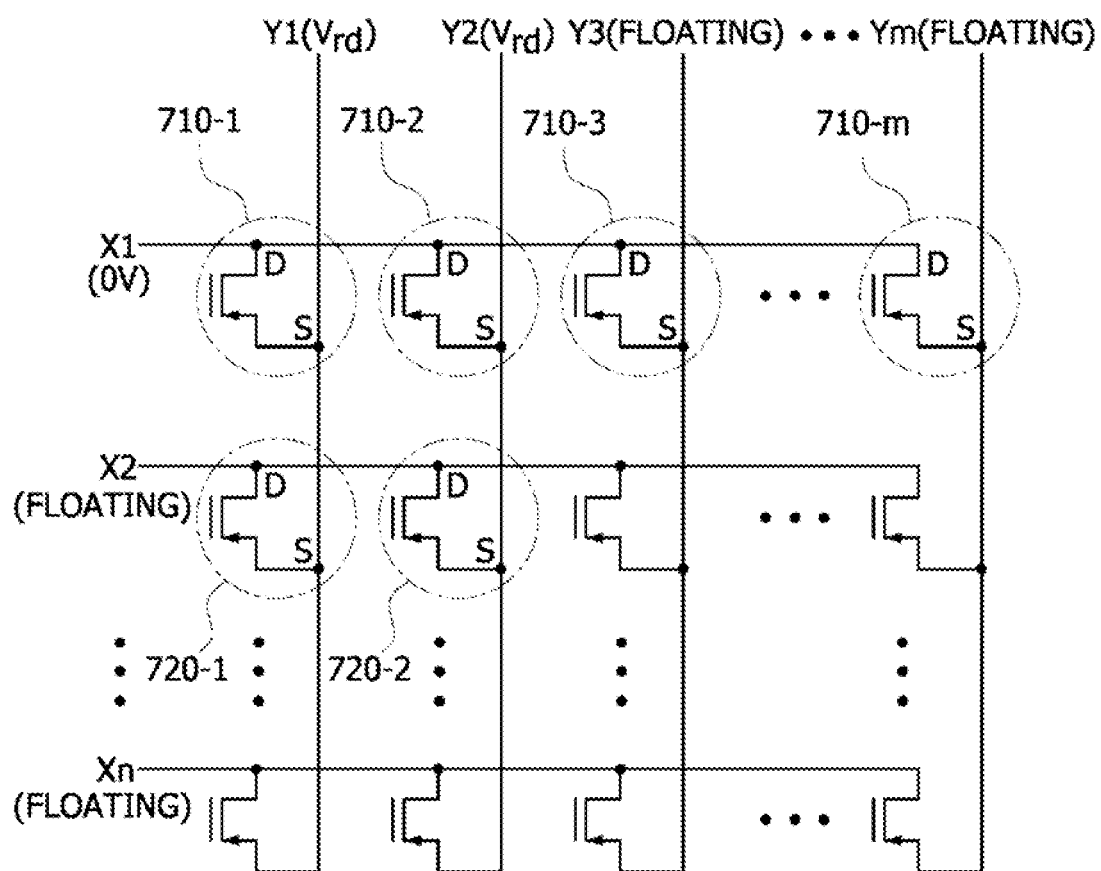 Y1(Vrd) Y2(Vrd) Y3(FLOATING) • • • Ym(FLOATING)
710-1 710-2 710-3 710-m
X1
(0V)
D D D D
S S S S
X2
(FLOATING)
D D
S S
720-1 720-2
Xn
(FLOATING)